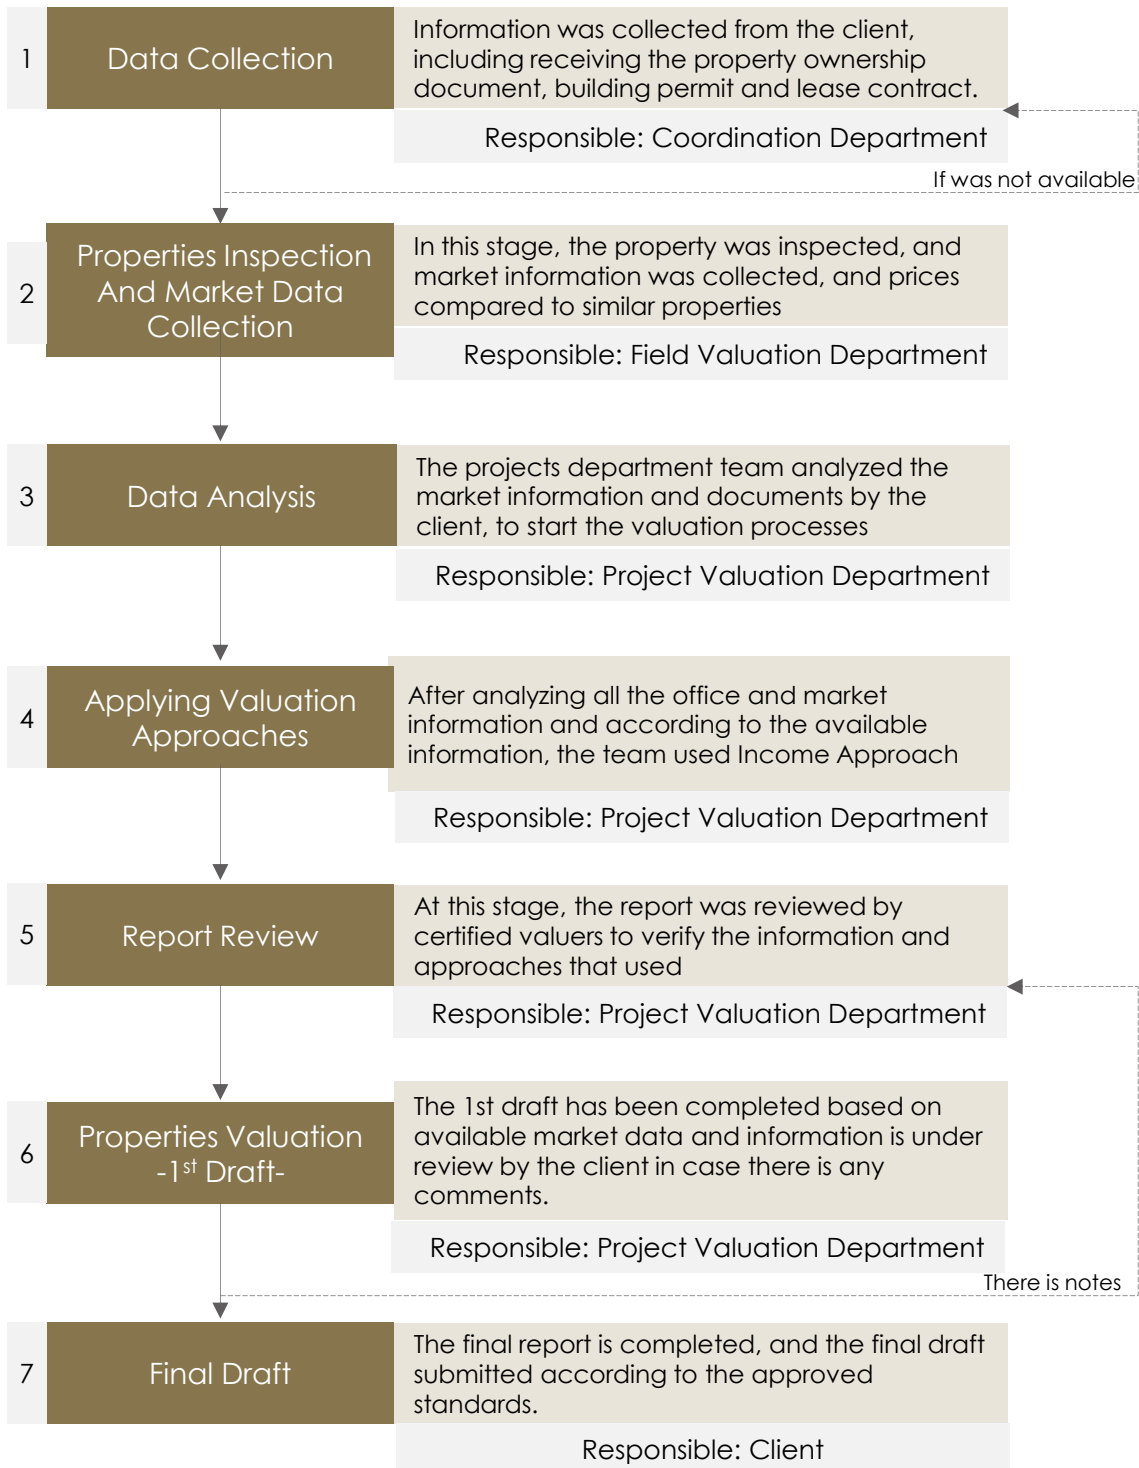 1
Data Collection
Information was collected from the client,
including receiving the property ownership
document, building permit and lease contract.
Responsible: Coordination Department
If was not available
2
Properties Inspection
And Market Data
Collection
In this stage, the property was inspected, and
market information was collected, and prices
compared to similar properties
Responsible: Field Valuation Department
3
Data Analysis
The projects department team analyzed the
market information and documents by the
client, to start the valuation processes
Responsible: Project Valuation Department
4
Applying Valuation
Approaches
After analyzing all the office and market
information and according to the available
information, the team used Income Approach
Responsible: Project Valuation Department
5
Report Review
At this stage, the report was reviewed by
certified valuers to verify the information and
approaches that used
Responsible: Project Valuation Department
6
Properties Valuation
-1st Draft-
The 1st draft has been completed based on
available market data and information is under
review by the client in case there is any
comments.
Responsible: Project Valuation Department
There is notes
7
Final Draft
The final report is completed, and the final draft
submitted according to the approved
standards.
Responsible: Client